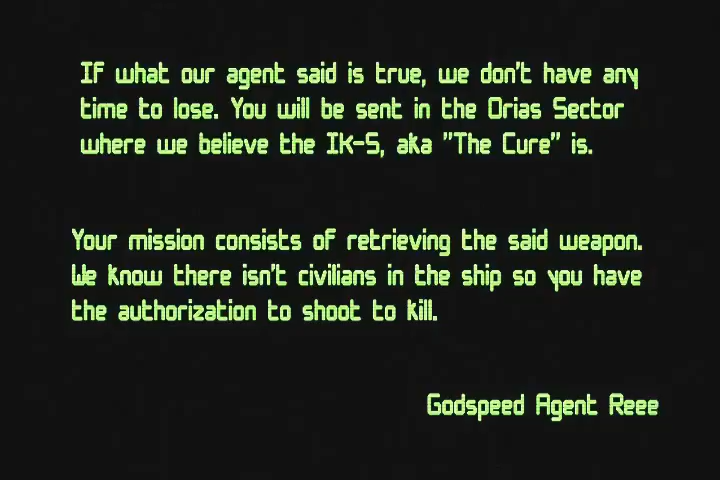 If what our agent said is true, we don't have any
time to lose. You will be sent in the Orias Sector
where we believe the IK-S, aka "The Cure" is.
Your mission consists of retrieving the said weapon.
We know there isn't civilians in the ship so you have
the authorization to shoot to kill.
Godspeed Agent Reee